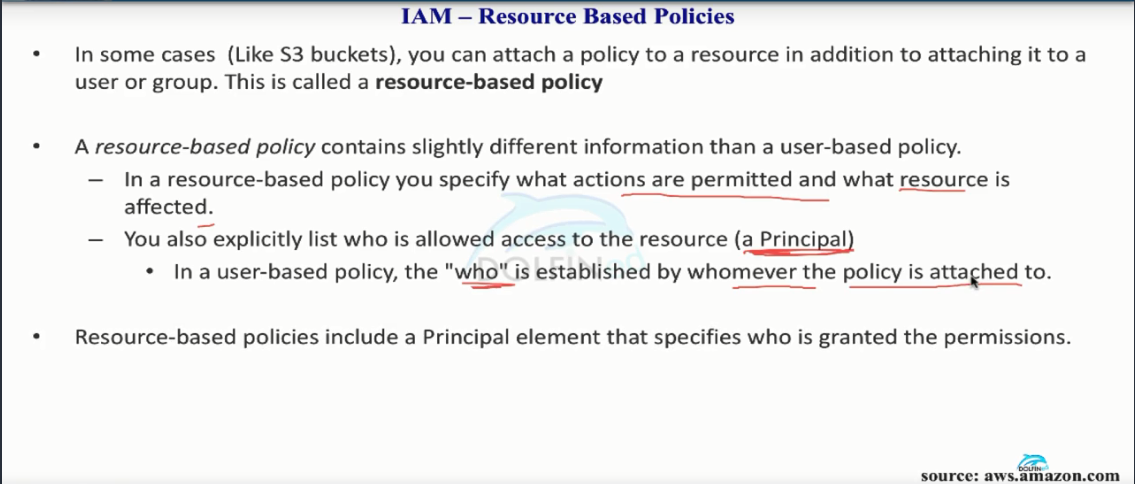 IAM – Resource Based Policies
• In some cases (Like S3 buckets), you can attach a policy to a resource in addition to attaching it to a
user or group. This is called a resource-based policy
• A resource-based policy contains slightly different information than a user-based policy.
– In a resource-based policy you specify what actions are permitted and what resource is
affected.
– You also explicitly list who is allowed access to the resource (a Principal)
• In a user-based policy, the "who" is established by whomever the policy is attached to.
• Resource-based policies include a Principal element that specifies who is granted the permissions.
DOLFINED
source: aws.amazon.com